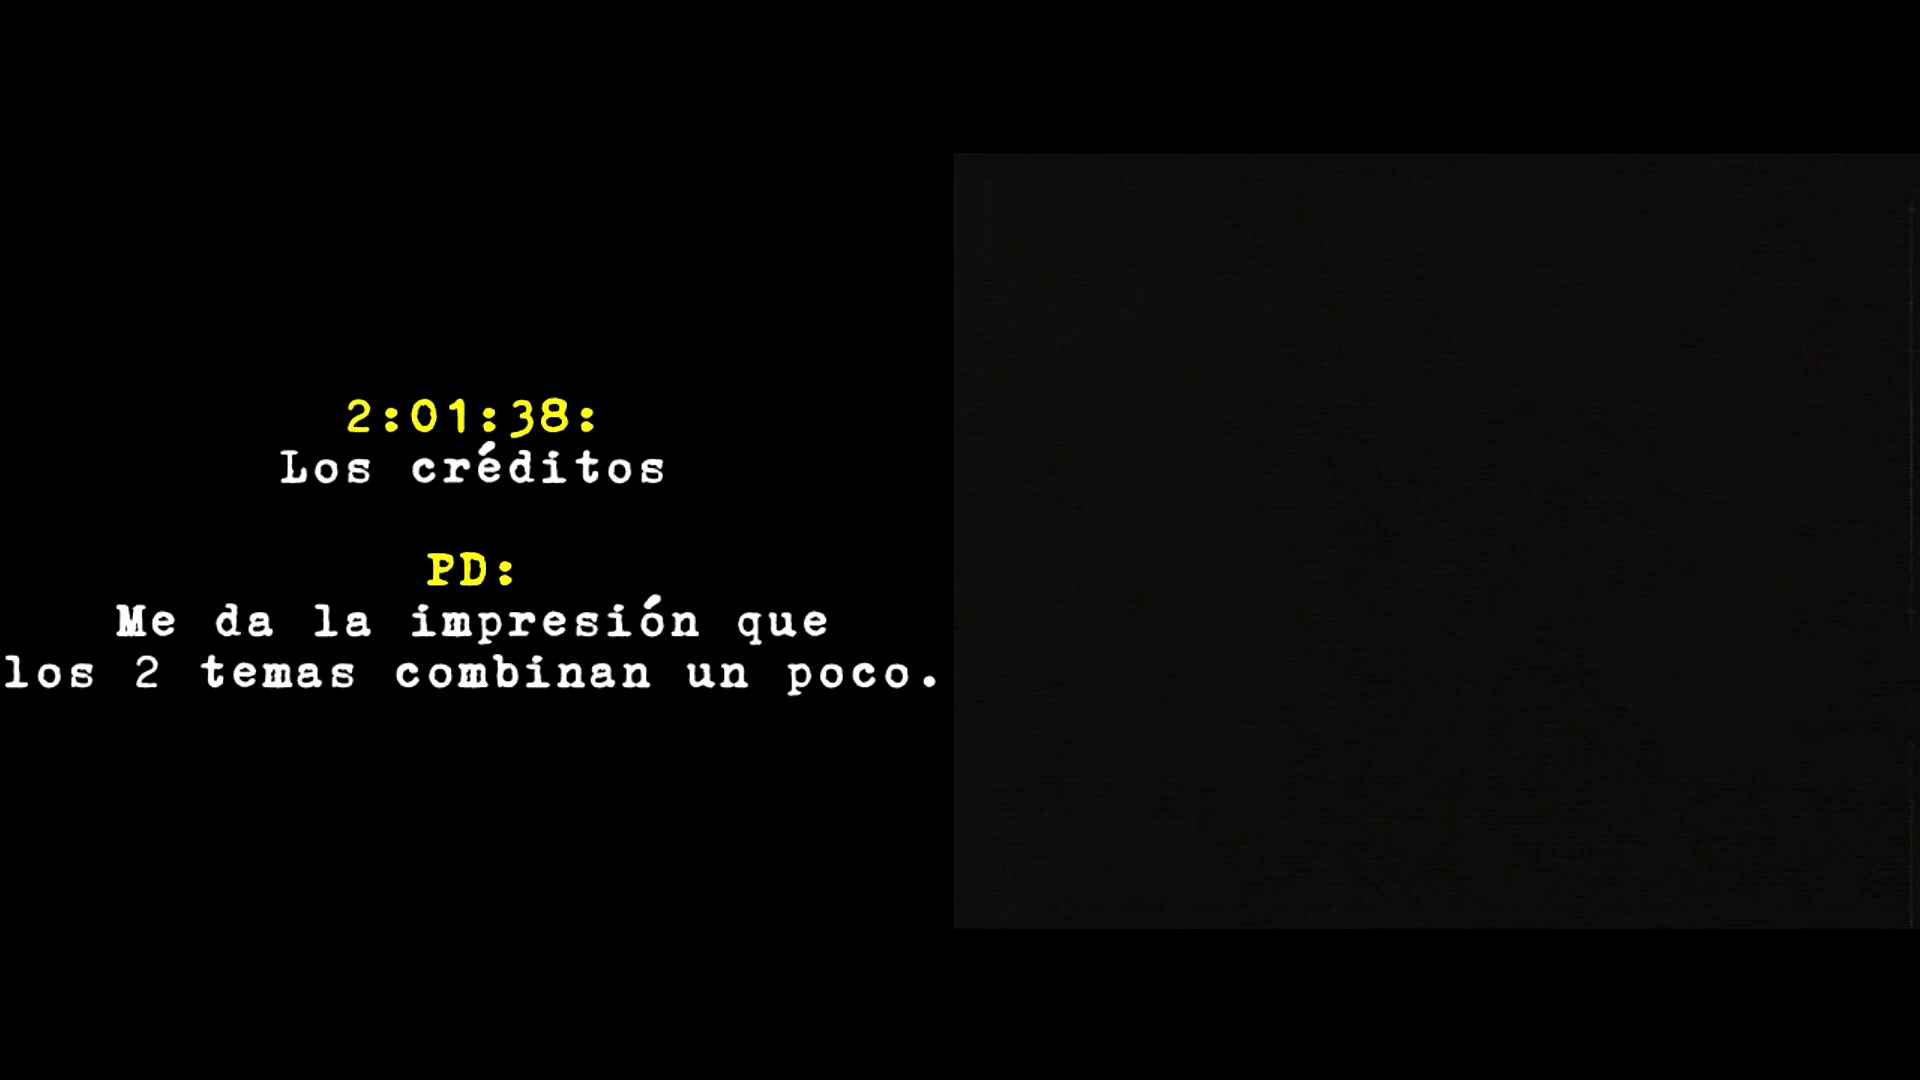 2:01:38:
Los créditos
PD:
Me da la impresión que
los 2 temas combinan un poco.